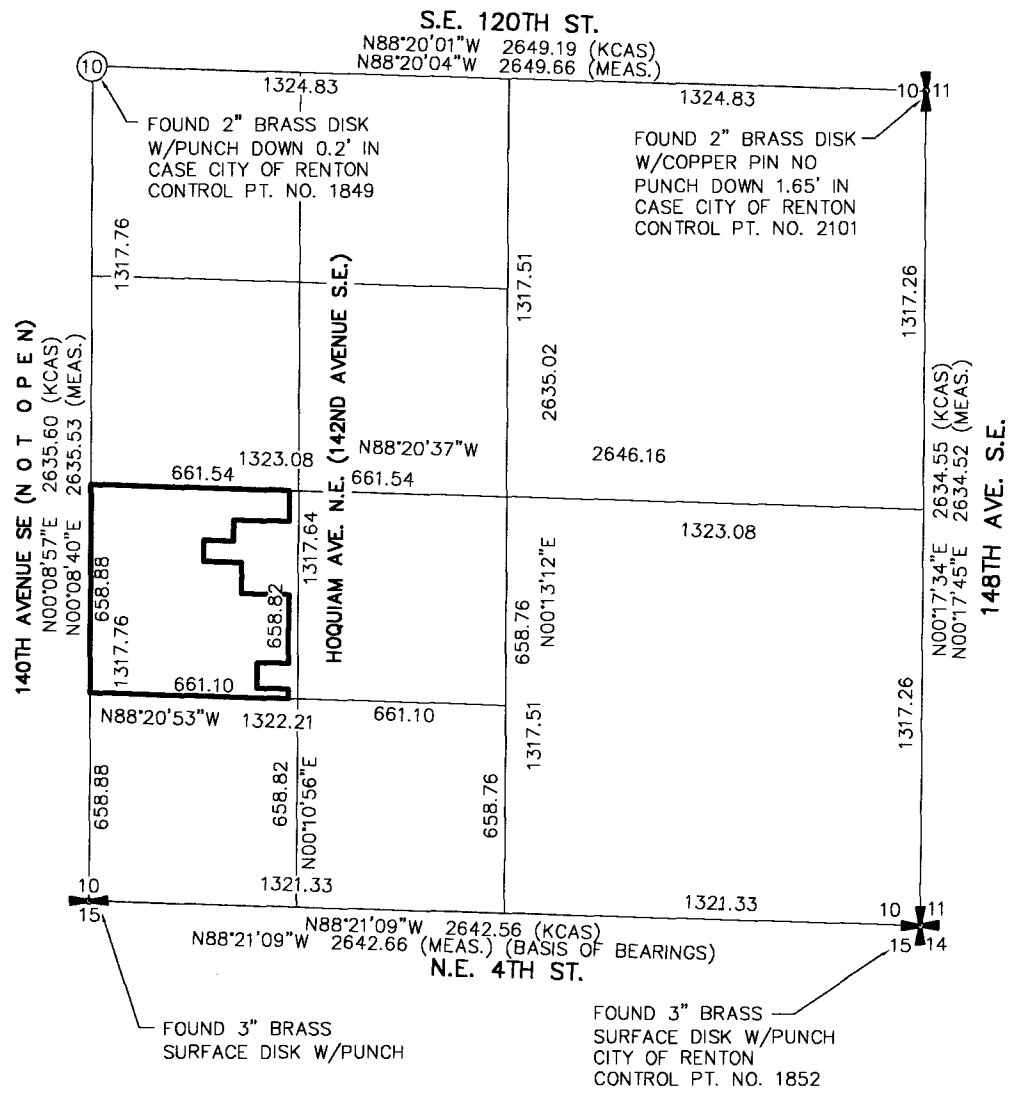 S.E. 120TH ST.
N88°20'01"W 2649.19 (KCAS)
N88°20'04"W 2649.66 (MEAS.)
10
1324.83
1324.83
10
11
FOUND 2" BRASS DISK
W/PUNCH DOWN 0.2' IN
CASE CITY OF RENTON
CONTROL PT. NO. 1849
FOUND 2" BRASS DISK
W/COPPER PIN NO
PUNCH DOWN 1.65' IN
CASE CITY OF RENTON
CONTROL PT. NO. 2101
1317.76
1317.51
1317.26
140TH AVENUE SE (N O T O P E N)
N00°08'57"E 2635.60 (KCAS)
N00°08'40"E 2635.53 (MEAS.)
HOQUIAM AVE. N.E. (142ND AVENUE S.E.)
2635.02
N00°13'12"E
N00°17'34"E 2634.55 (KCAS)
N00°17'45"E 2634.52 (MEAS.)
148TH AVE. S.E.
N88°20'37"W
1323.08
661.54
661.54
2646.16
1323.08
1317.64
658.88
658.82
658.76
1317.76
661.10
N88°20'53"W
1322.21
661.10
1317.51
1317.26
658.88
658.82
N00°10'56"E
658.76
10
15
1321.33
1321.33
10
11
15
14
N88°21'09"W 2642.56 (KCAS)
N88°21'09"W 2642.66 (MEAS.) (BASIS OF BEARINGS)
N.E. 4TH ST.
FOUND 3" BRASS
SURFACE DISK W/PUNCH
FOUND 3" BRASS
SURFACE DISK W/PUNCH
CITY OF RENTON
CONTROL PT. NO. 1852